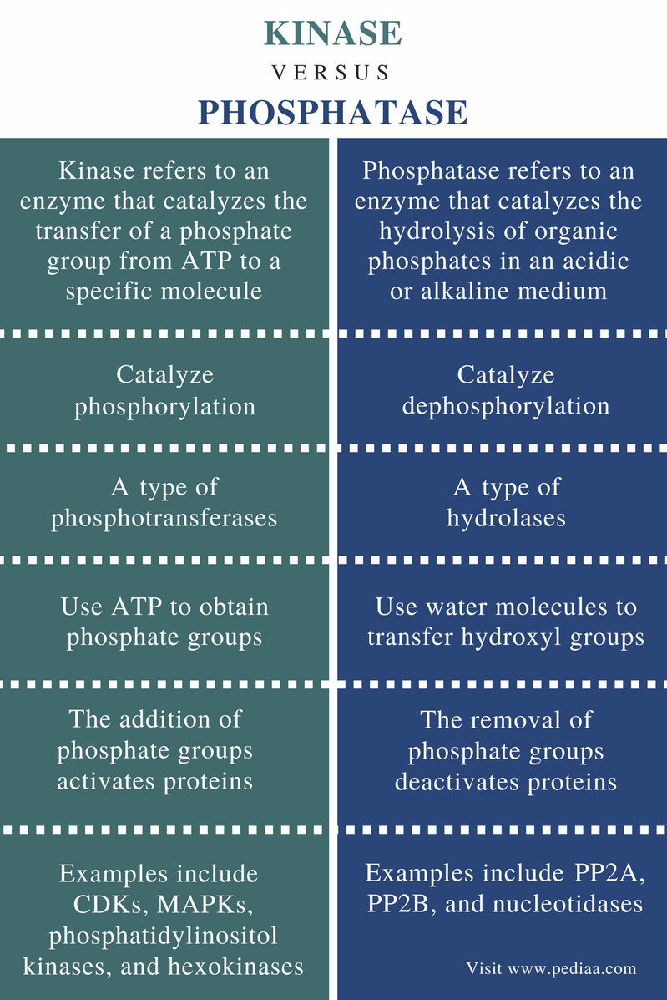 KINASE
VERSUS
PHOSPHATASE
Kinase refers to an
enzyme that catalyzes the
transfer of a phosphate
group from ATP to a
specific molecule
Phosphatase refers to an
enzyme that catalyzes the
hydrolysis of organic
phosphates in an acidic
or alkaline medium
Catalyze
phosphorylation
Catalyze
dephosphorylation
A type of
phosphotransferases
A type of
hydrolases
Use ATP to obtain
phosphate groups
Use water molecules to
transfer hydroxyl groups
The addition of
phosphate groups
activates proteins
The removal of
phosphate groups
deactivates proteins
Examples include
CDKs, MAPKs,
phosphatidylinositol
kinases, and hexokinases
Examples include PP2A,
PP2B, and nucleotidases
Visit www.pediaa.com